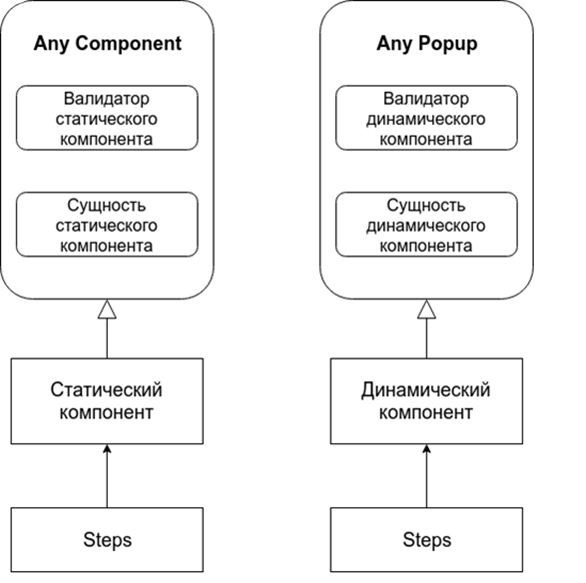 Any Component
Валидатор
статического
компонента
Сущность
статического
компонента
Статический
компонент
Steps
Any Popup
Валидатор
динамического
компонента
Сущность
динамического
компонента
Динамический
компонент
Steps